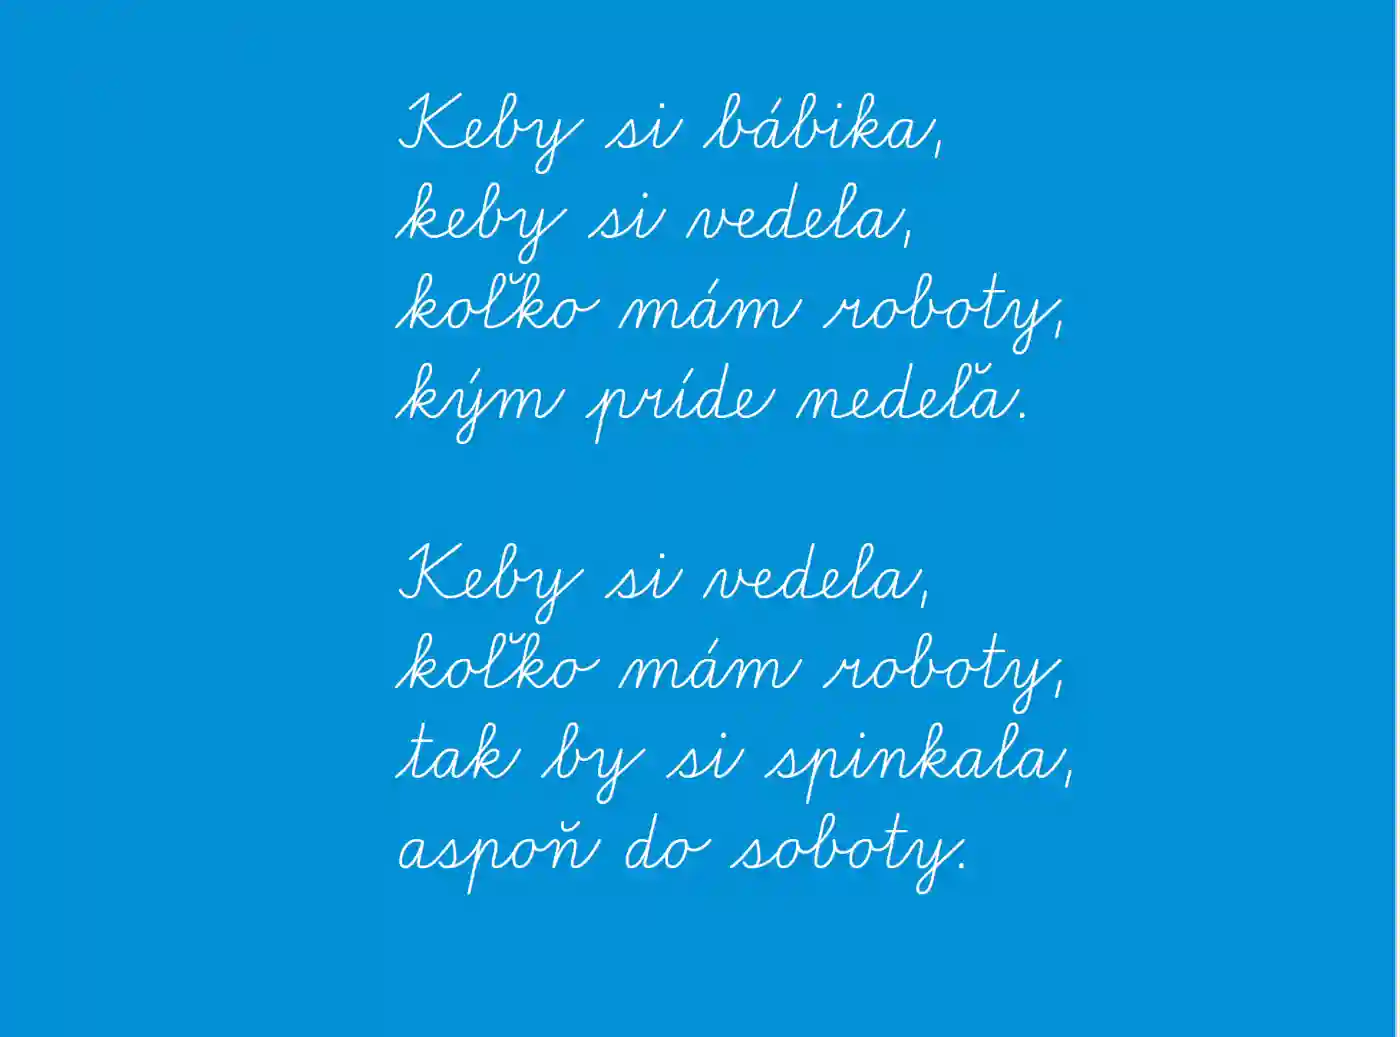 Keby si bábika,
keby si vedela,
koľko mám roboty,
kým príde nedeľa.

Keby si vedela,
koľko mám roboty,
tak by si spinkala,
aspoň do soboty.